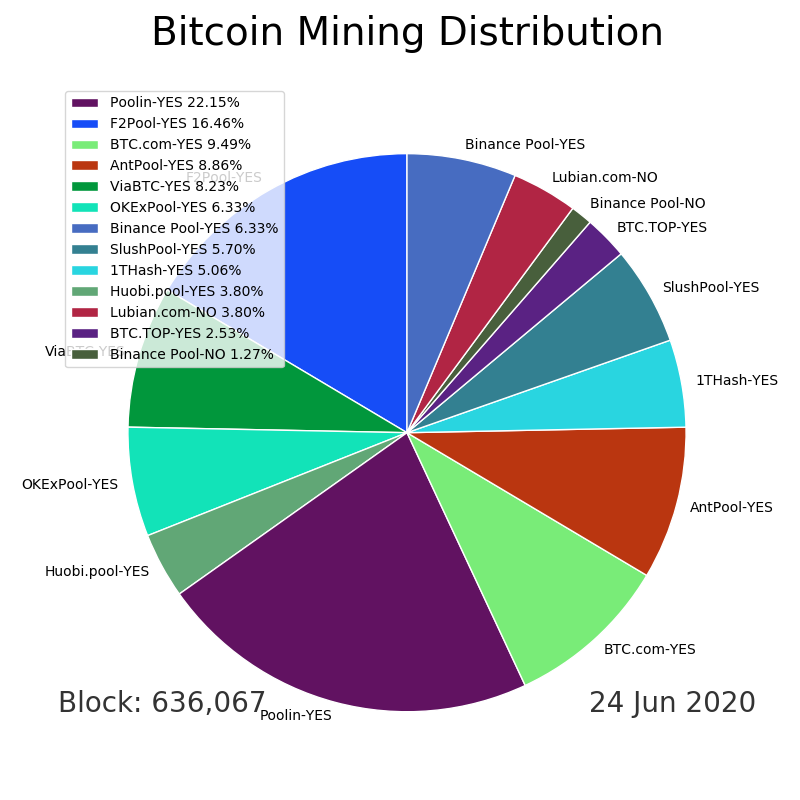 Bitcoin Mining Distribution
Poolin-YES 22.15%
F2Pool-YES 16.46%
BTC.com-YES 9.49%
AntPool-YES 8.86%
ViaBTC-YES 8.23%
OKExPool-YES 6.33%
Binance Pool-YES 6.33%
SlushPool-YES 5.70%
1THash-YES 5.06%
Huobi.pool-YES 3.80%
Lubian.com-NO 3.80%
BTC.TOP-YES 2.53%
Binance Pool-NO 1.27%
Binance Pool-YES
Lubian.com-NO
Binance Pool-NO
BTC.TOP-YES
SlushPool-YES
1THash-YES
AntPool-YES
BTC.com-YES
Poolin-YES
Huobi.pool-YES
OKExPool-YES
ViaBTC-YES
F2Pool-YES
Block: 636,067
24 Jun 2020